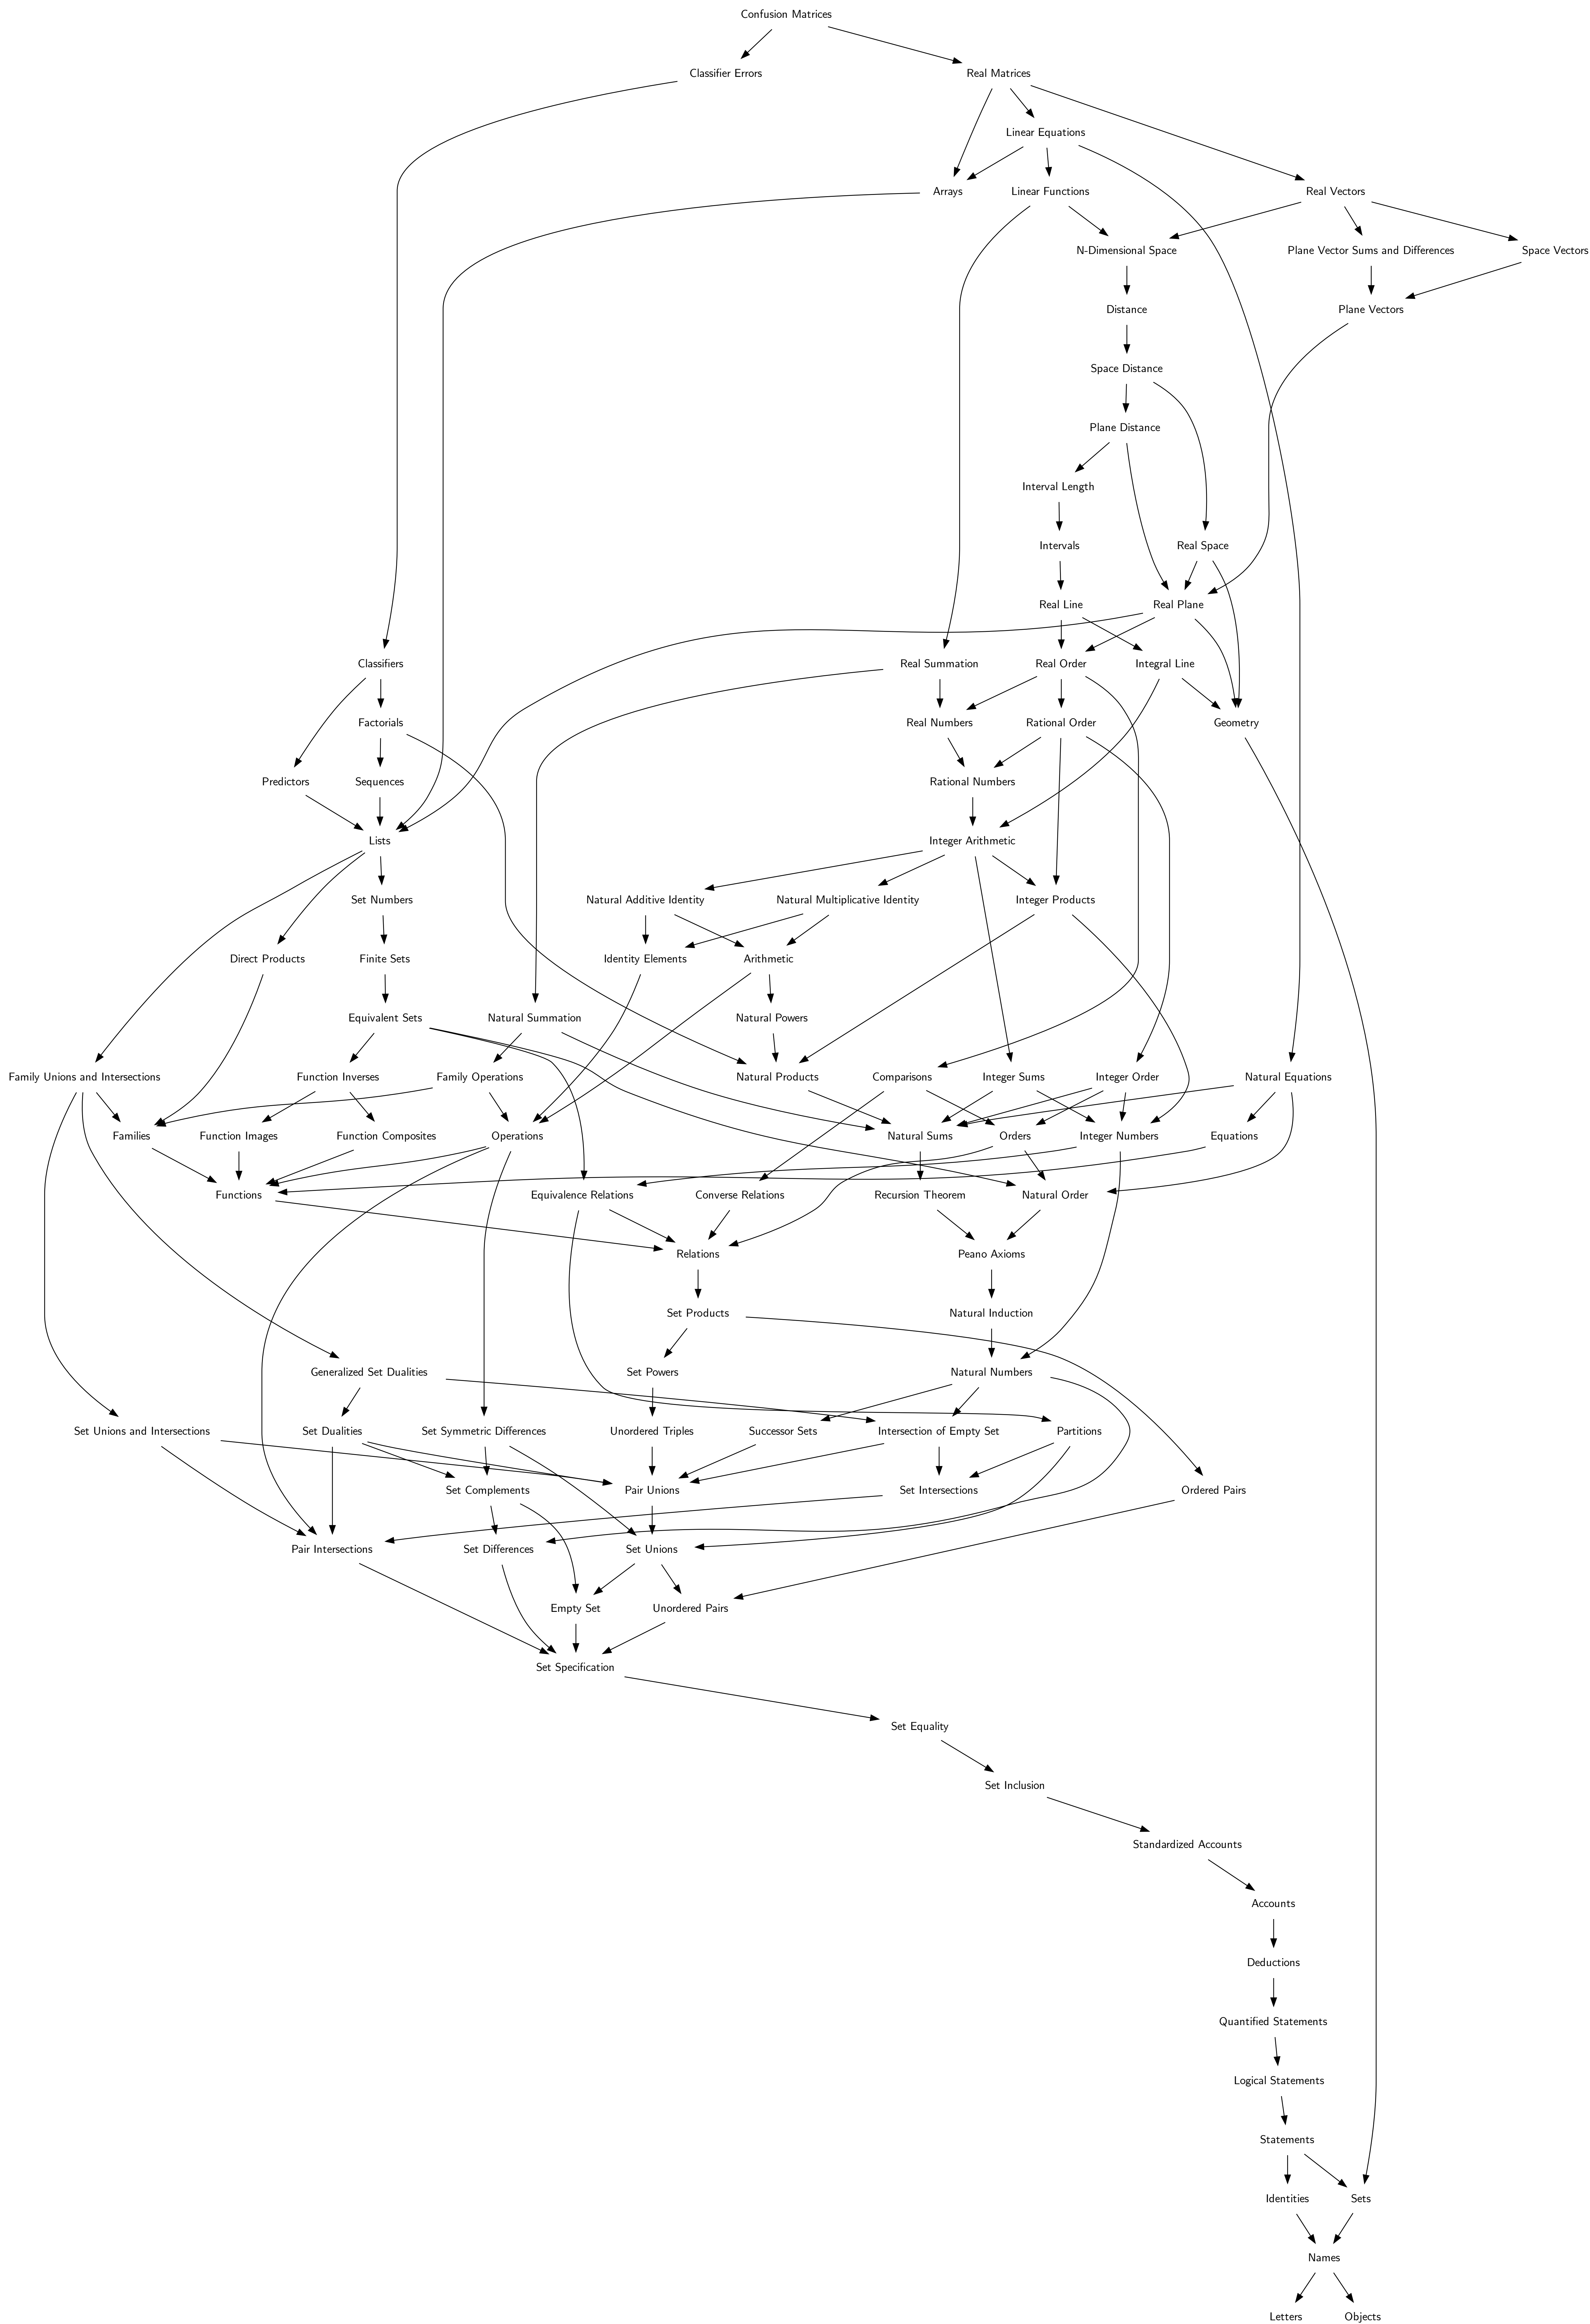 Confusion Matrices
Classifier Errors
Real Matrices
Linear Equations
Arrays
Linear Functions
Real Vectors
N-Dimensional Space
Plane Vector Sums and Differences
Space Vectors
Distance
Plane Vectors
Space Distance
Plane Distance
Interval Length
Intervals
Real Space
Real Line
Real Plane
Classifiers
Real Summation
Real Order
Integral Line
Factorials
Real Numbers
Rational Order
Geometry
Predictors
Sequences
Rational Numbers
Lists
Integer Arithmetic
Set Numbers
Natural Additive Identity
Natural Multiplicative Identity
Integer Products
Direct Products
Finite Sets
Identity Elements
Arithmetic
Equivalent Sets
Natural Summation
Natural Powers
Family Unions and Intersections
Function Inverses
Family Operations
Natural Products
Comparisons
Integer Sums
Integer Order
Natural Equations
Families
Function Images
Function Composites
Operations
Natural Sums
Orders
Integer Numbers
Equations
Functions
Equivalence Relations
Converse Relations
Recursion Theorem
Natural Order
Relations
Peano Axioms
Set Products
Natural Induction
Generalized Set Dualities
Set Powers
Natural Numbers
Set Unions and Intersections
Set Dualities
Set Symmetric Differences
Unordered Triples
Successor Sets
Intersection of Empty Set
Partitions
Set Complements
Pair Unions
Set Intersections
Ordered Pairs
Pair Intersections
Set Differences
Set Unions
Empty Set
Unordered Pairs
Set Specification
Set Equality
Set Inclusion
Standardized Accounts
Accounts
Deductions
Quantified Statements
Logical Statements
Statements
Identities
Sets
Names
Letters
Objects